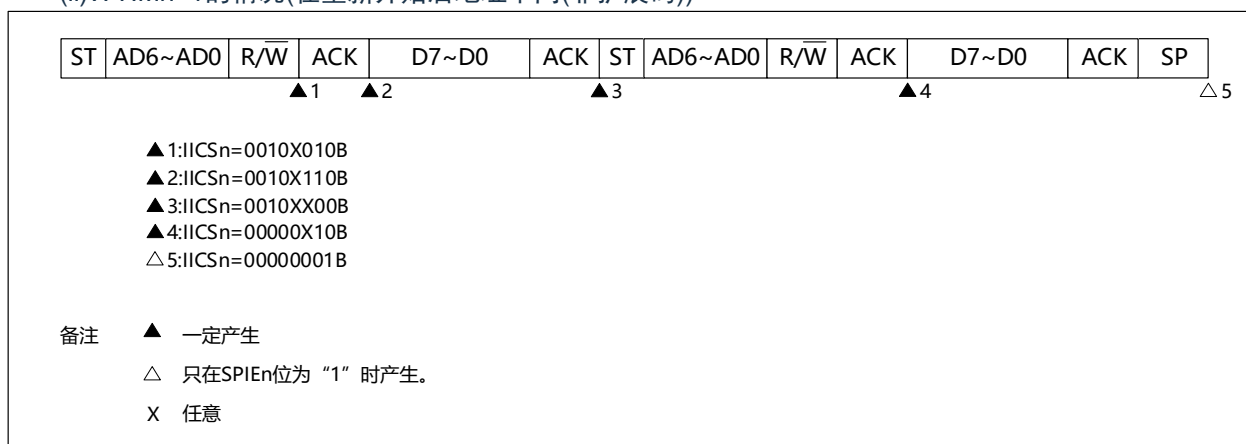 ST AD6~AD0 R/W ACK D7~D0 ACK ST AD6~AD0 R/W ACK D7~D0 ACK SP
▲1 ▲2 ▲3 ▲4 △5
▲1:IICSn=0010X010B
▲2:IICSn=0010X110B
▲3:IICSn=0010XX00B
▲4:IICSn=00000X10B
△5:IICSn=00000001B
备注 ▲ 一定产生
△ 只在SPIEn位为“1”时产生。
X 任意